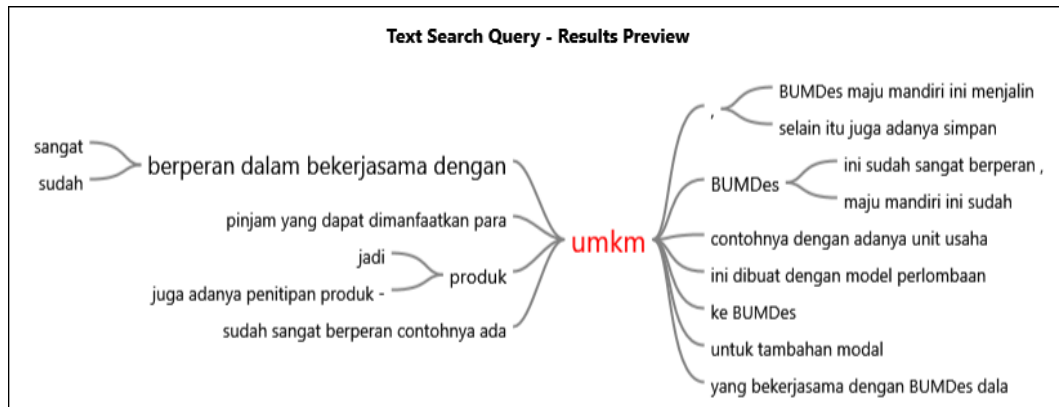 Text Search Query - Results Preview
sangat
sudah
berperan dalam bekerjasama dengan
pinjam yang dapat dimanfaatkan para
jadi
juga adanya penitipan produk -
produk
sudah sangat berperan contohnya ada
umkm
,
BUMDes maju mandiri ini menjalin
selain itu juga adanya simpan
BUMDes
ini sudah sangat berperan ,
maju mandiri ini sudah
contohnya dengan adanya unit usaha
ini dibuat dengan model perlombaan
ke BUMDes
untuk tambahan modal
yang bekerjasama dengan BUMDes dala